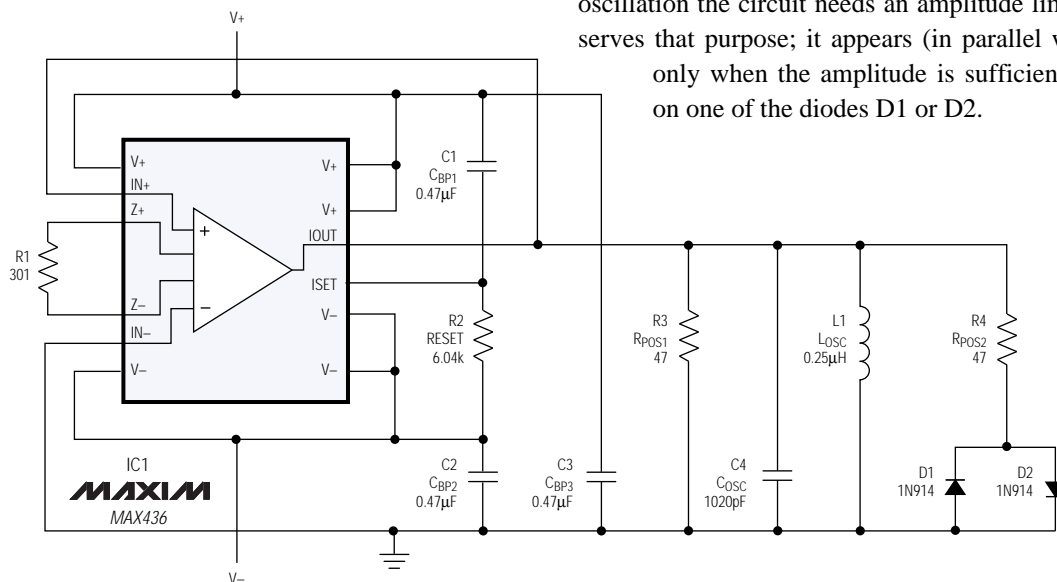 oscillation the circuit needs an amplitude
serves that purpose; it appears (in parallel
only when the amplitude is
on one of the diodes D1 or D2.
V+
V+
IN+
Z+
R1
301
Z−
IN−
V−
+
−
V+
V+
IOUT
ISET
V−
V−
C1
CBP1
0.47µF
R2
RESET
6.04k
C2
CBP2
0.47µF
C3
CBP3
0.47µF
R3
RPOS1
47
C4
COSC
1020pF
L1
LOSC
0.25µH
R4
RPOS2
47
D1
1N914
D2
1N914
IC1
MAXIM
MAX436
V−